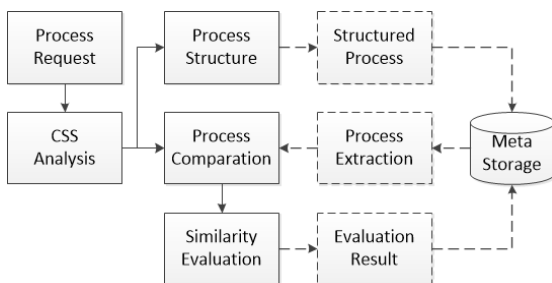 Process
Request
Process
Structure
Structured
Process
CSS
Analysis
Process
Comparation
Process
Extraction
Meta
Storage
Similarity
Evaluation
Evaluation
Result